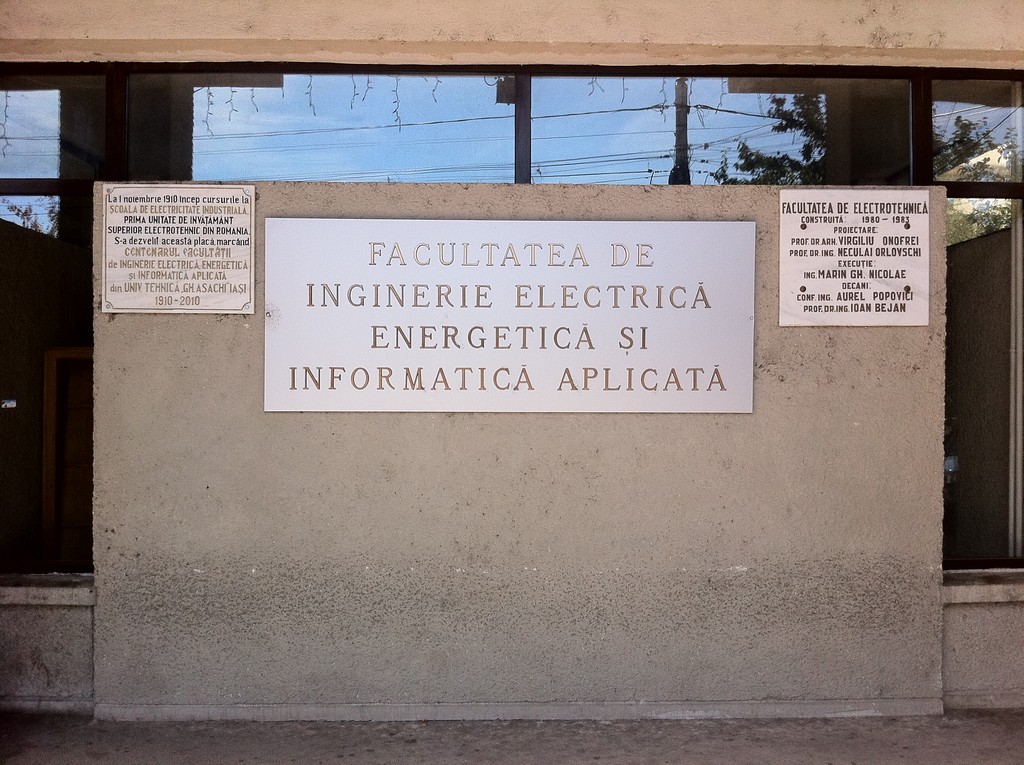 La 1 noiembrie 1910 încep cursurile la
ȘCOALA DE ELECTRICITATE INDUSTRIALĂ,
PRIMA UNITATE DE ÎNVĂȚĂMÂNT
SUPERIOR ELECTROTEHNIC DIN ROMÂNIA.
S-a dezvelit această placă, marcând
CENTENARUL FACULTĂȚII
de INGINERIE ELECTRICĂ, ENERGETICĂ
și INFORMATICĂ APLICATĂ
din UNIV. TEHNICĂ „GH. ASACHI" IAȘI
1910-2010
FACULTATEA DE
INGINERIE ELECTRICĂ
ENERGETICĂ ȘI
INFORMATICĂ APLICATĂ
FACULTATEA DE ELECTROTEHNICĂ
CONSTRUITĂ: 1980 - 1983
PROIECTARE:
PROF. DR. ARH. VIRGILIU ONOFREI
PROF. DR. ING. NECULAI ORLOVSCHI
EXECUȚIE:
ING. MARIN GH. NICOLAE
DECANI:
CONF. ING. AUREL POPOVICI
PROF. DR. ING. IOAN BEJAN